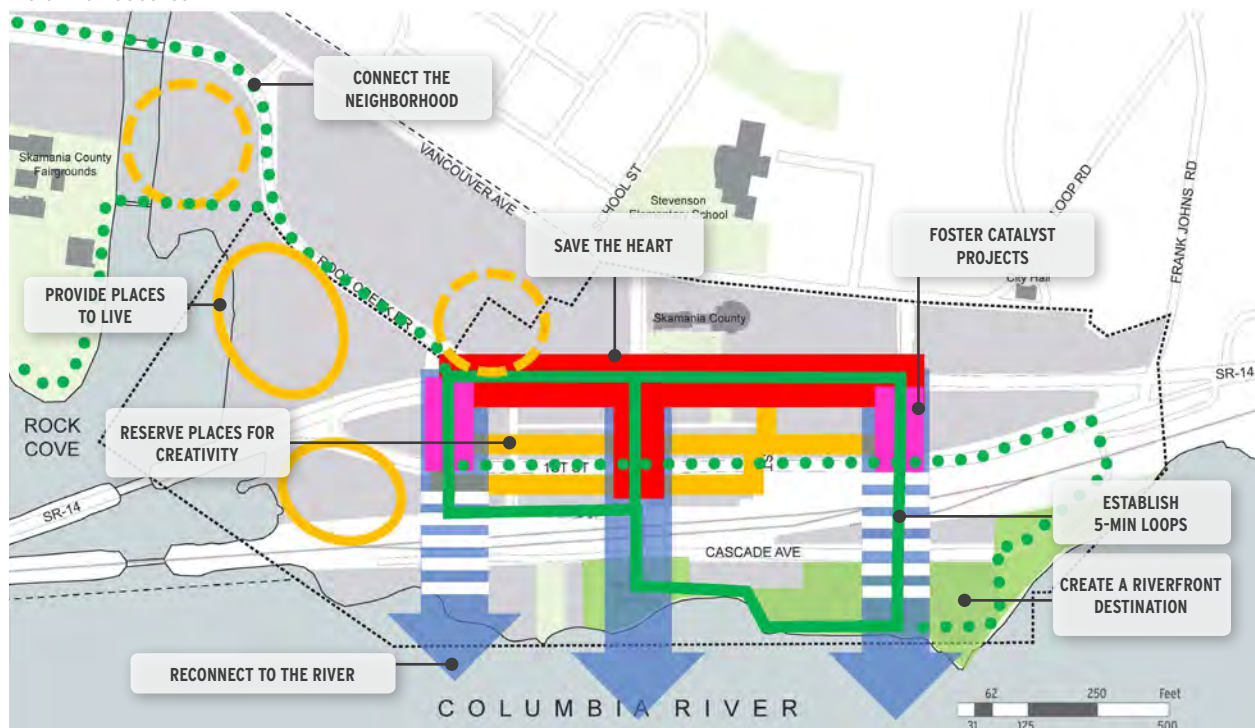 CONNECT THE
NEIGHBORHOOD
Skamania County
Fairgrounds
VANCOUVER AVE
SCHOOL ST
Stevenson
Elementary School
LOOP RD
FRANK JOHNS RD
SAVE THE HEART
FOSTER CATALYST
PROJECTS
City Hall
PROVIDE PLACES
TO LIVE
ROCK CREEK DR
Skamania County
SR-14
ROCK
COVE
RESERVE PLACES FOR
CREATIVITY
1ST ST
ST
SR-14
ESTABLISH
5-MIN LOOPS
CASCADE AVE
CREATE A RIVERFRONT
DESTINATION
RECONNECT TO THE RIVER
COLUMBIA RIVER
62 250 Feet
31 125 500